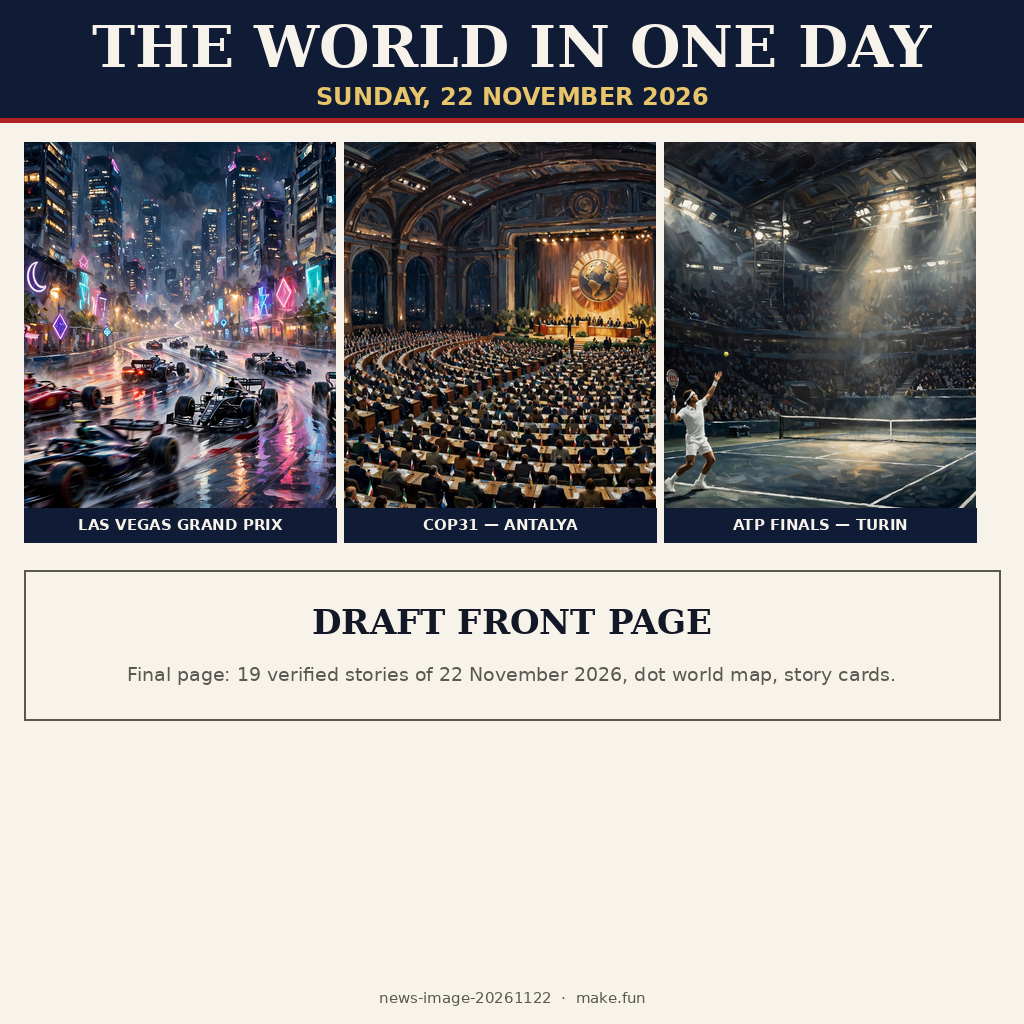 THE WORLD IN ONE DAY
SUNDAY, 22 NOVEMBER 2026
LAS VEGAS GRAND PRIX
COP31 — ANTALYA
ATP FINALS — TURIN
DRAFT FRONT PAGE
Final page: 19 verified stories of 22 November 2026, dot world map, story cards.
news-image-20261122 · make.fun